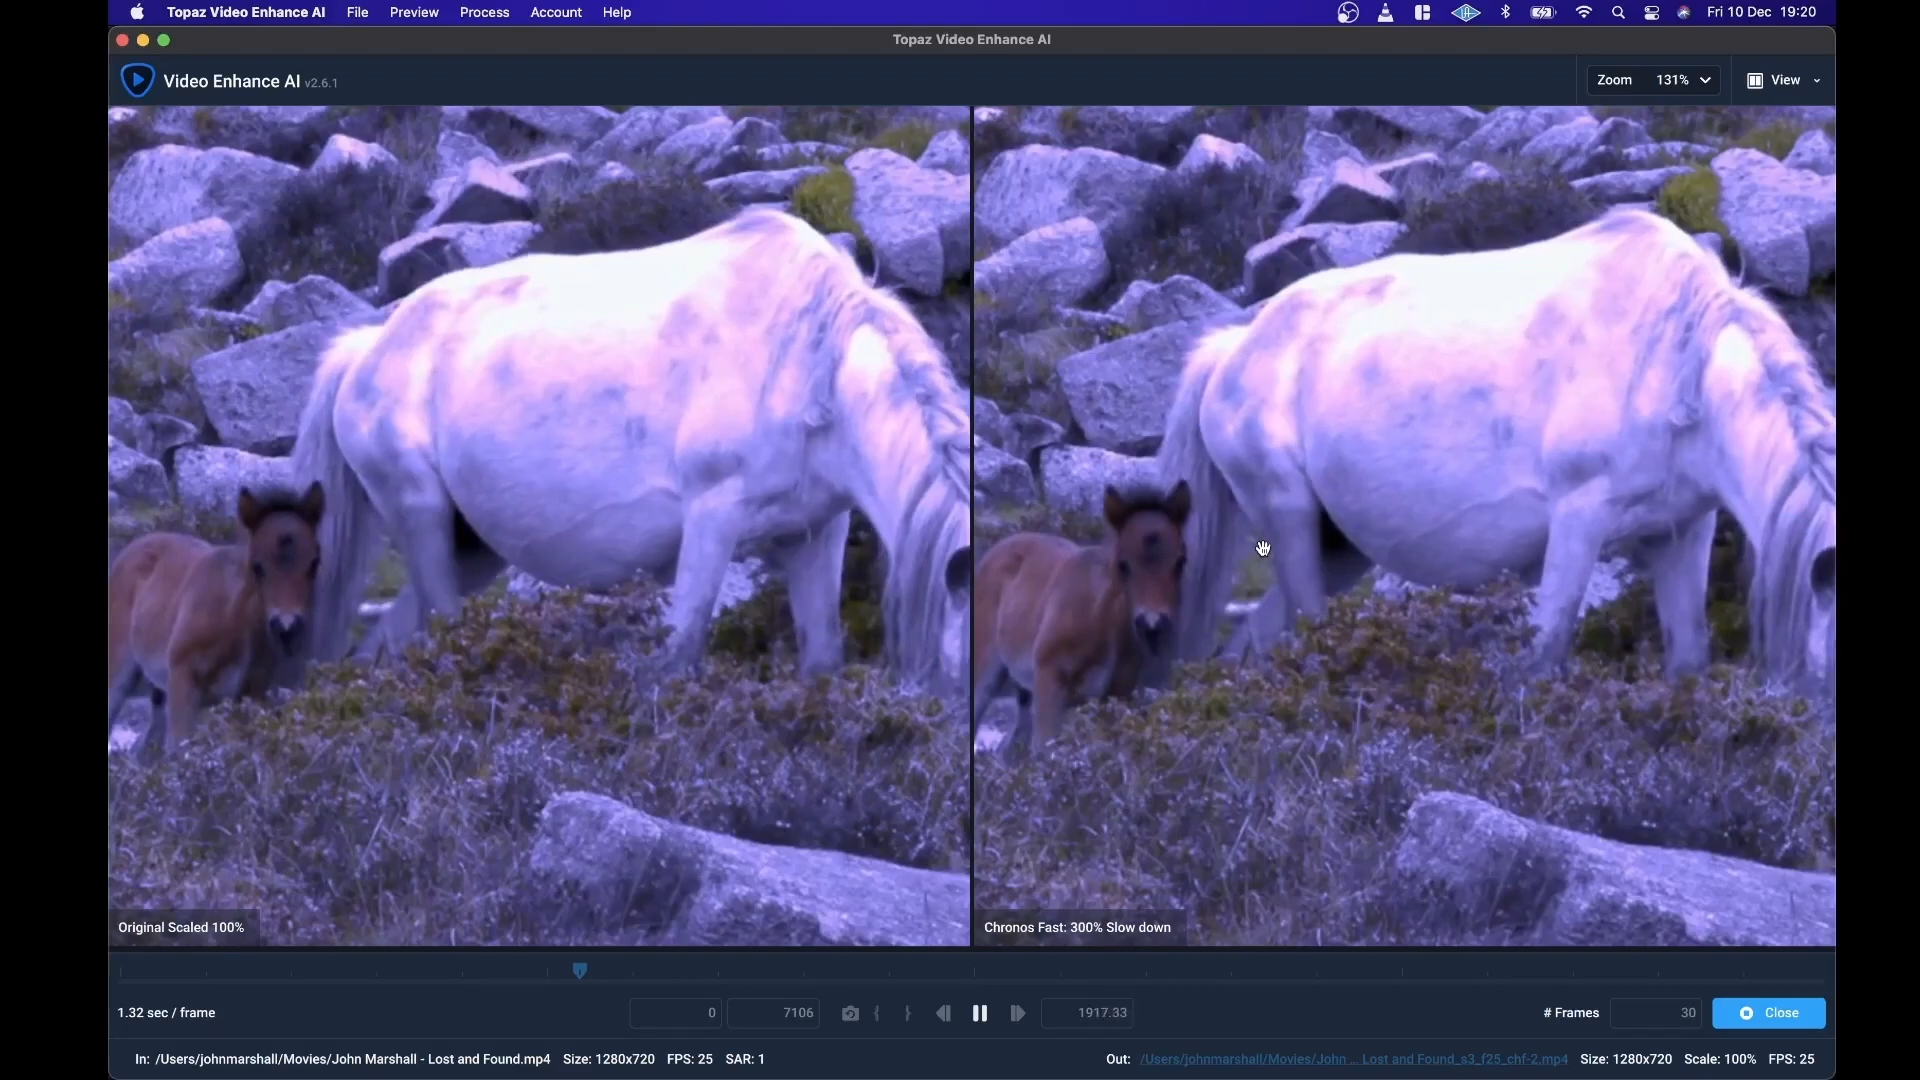 Topaz Video Enhance AI File Preview Process Account Help Fri 10 Dec 19:20
Topaz Video Enhance AI
Video Enhance AI v2.6.1 Zoom 131% View
Original Scaled 100% Chronos Fast: 300% Slow down
1.32 sec / frame 0 7106 { } 1917.33 # Frames 30 Close
In: /Users/johnmarshall/Movies/John Marshall - Lost and Found.mp4 Size: 1280x720 FPS: 25 SAR: 1 Out: /Users/johnmarshall/Movies/John ... Lost and Found_s3_f25_chf-2.mp4 Size: 1280x720 Scale: 100% FPS: 25